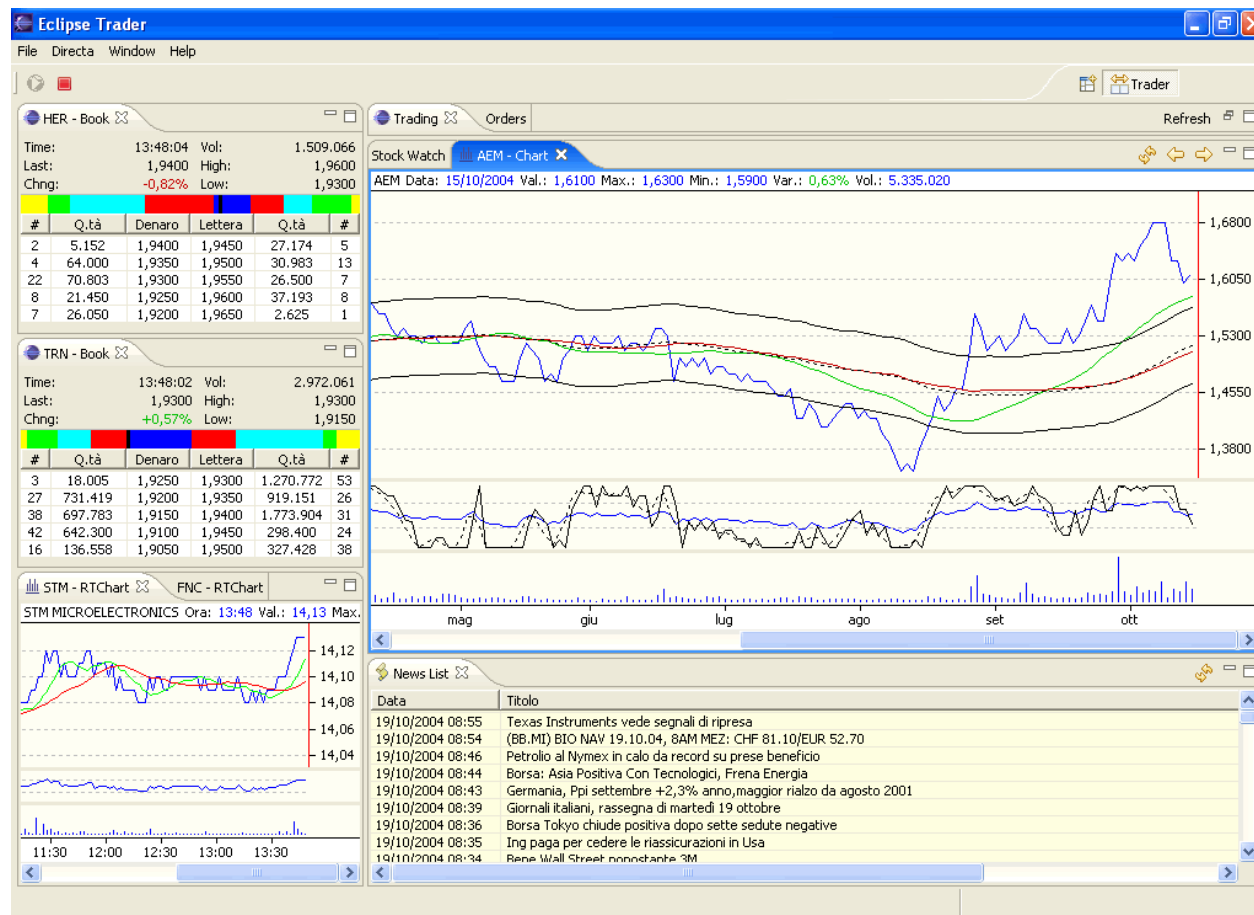 Eclipse Trader
File Directa Window Help
Trader
HER - Book
Time: 13:48:04 Vol: 1.509.066
Last: 1,9400 High: 1,9600
Chng: -0,82% Low: 1,9300
# Q.tà Denaro Lettera Q.tà #
2 5.152 1,9400 1,9450 27.174 5
4 64.000 1,9350 1,9500 30.983 13
22 70.803 1,9300 1,9550 26.500 7
8 21.450 1,9250 1,9600 37.193 8
7 26.050 1,9200 1,9650 2.625 1
TRN - Book
Time: 13:48:02 Vol: 2.972.061
Last: 1,9300 High: 1,9300
Chng: +0,57% Low: 1,9150
# Q.tà Denaro Lettera Q.tà #
3 18.005 1,9250 1,9300 1.270.772 53
27 731.419 1,9200 1,9350 919.151 26
38 697.783 1,9150 1,9400 1.773.904 31
42 642.300 1,9100 1,9450 298.400 24
16 136.558 1,9050 1,9500 327.428 38
STM - RTChart FNC - RTChart
STM MICROELECTRONICS Ora: 13:48 Val.: 14,13 Max.
14,12
14,10
14,08
14,06
14,04
11:30 12:00 12:30 13:00 13:30
Trading Orders Refresh
Stock Watch AEM - Chart
AEM Data: 15/10/2004 Val.: 1,6100 Max.: 1,6300 Min.: 1,5900 Var.: 0,63% Vol.: 5.335.020
1,6800
1,6050
1,5300
1,4550
1,3800
mag giu lug ago set ott
News List
Data Titolo
19/10/2004 08:55 Texas Instruments vede segnali di ripresa
19/10/2004 08:54 (BB.MI) BIO NAV 19.10.04, 8AM MEZ: CHF 81.10/EUR 52.70
19/10/2004 08:46 Petrolio al Nymex in calo da record su prese beneficio
19/10/2004 08:44 Borsa: Asia Positiva Con Tecnologici, Frena Energia
19/10/2004 08:43 Germania, Ppi settembre +2,3% anno,maggior rialzo da agosto 2001
19/10/2004 08:39 Giornali italiani, rassegna di martedì 19 ottobre
19/10/2004 08:36 Borsa Tokyo chiude positiva dopo sette sedute negative
19/10/2004 08:35 Ing paga per cedere le riassicurazioni in Usa
19/10/2004 08:34 Bene Wall Street nonostante 3M